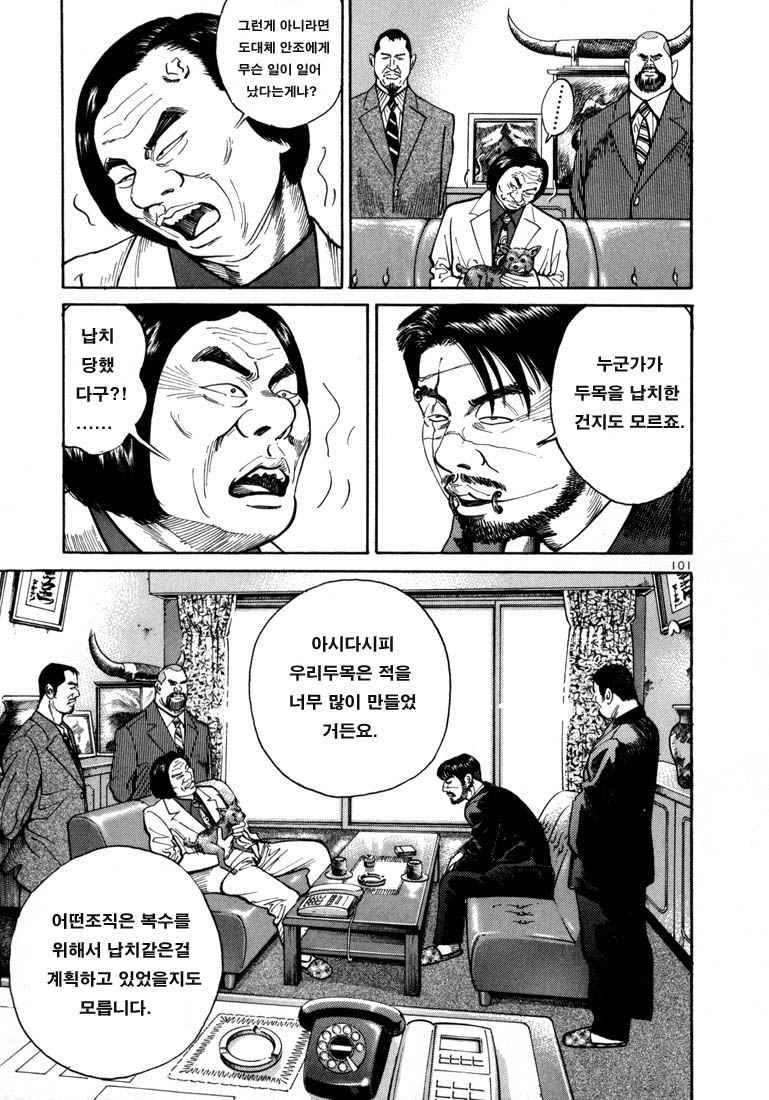 그런게 아니라면
도대체 안조에게
무슨 일이 일어
났다는게냐?
누군가가
두목을 납치한
건지도 모르죠.
납치
당했
다구?!
......
101
아시다시피
우리두목은 적을
너무 많이 만들었
거든요.
어떤조직은 복수를
위해서 납치같은걸
계획하고 있었을지도
모릅니다.